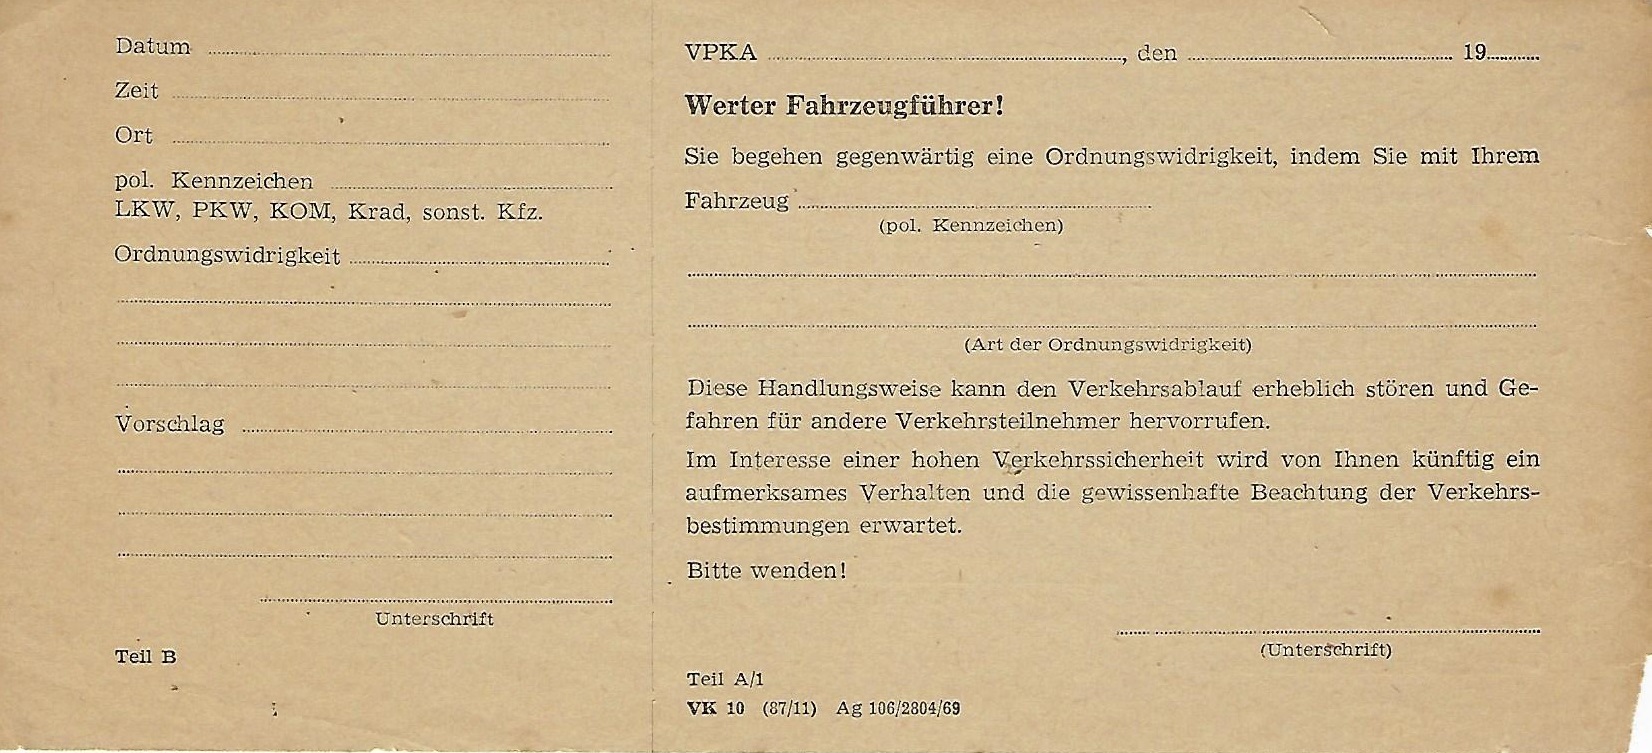 Datum
Zeit
Ort
pol. Kennzeichen
LKW, PKW, KOM, Krad, sonst. Kfz.
Ordnungswidrigkeit
Vorschlag
Unterschrift
Teil B
VPKA , den 19
Werter Fahrzeugführer!
Sie begehen gegenwärtig eine Ordnungswidrigkeit, indem Sie mit Ihrem
Fahrzeug
(pol. Kennzeichen)
(Art der Ordnungswidrigkeit)
Diese Handlungsweise kann den Verkehrsablauf erheblich stören und Ge-
fahren für andere Verkehrsteilnehmer hervorrufen.
Im Interesse einer hohen Verkehrssicherheit wird von Ihnen künftig ein
aufmerksames Verhalten und die gewissenhafte Beachtung der Verkehrs-
bestimmungen erwartet.
Bitte wenden!
(Unterschrift)
Teil A/1
VK 10 (87/11) Ag 106/2804/69